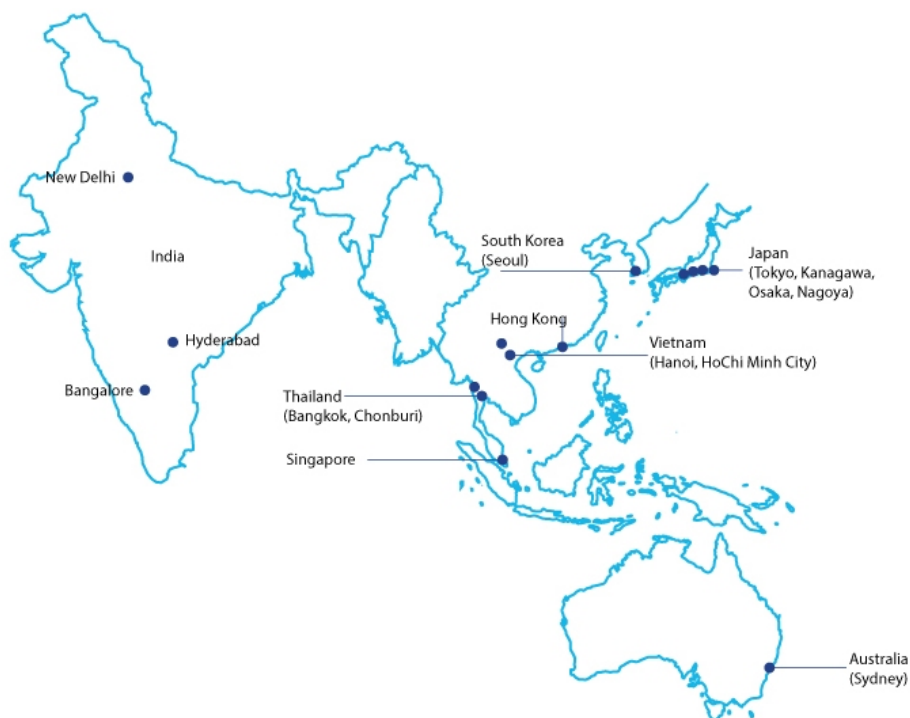 New Delhi
India
Hyderabad
Bangalore
South Korea
(Seoul)
Japan
(Tokyo, Kanagawa,
Osaka, Nagoya)
Hong Kong
Vietnam
(Hanoi, HoChi Minh City)
Thailand
(Bangkok, Chonburi)
Singapore
Australia
(Sydney)